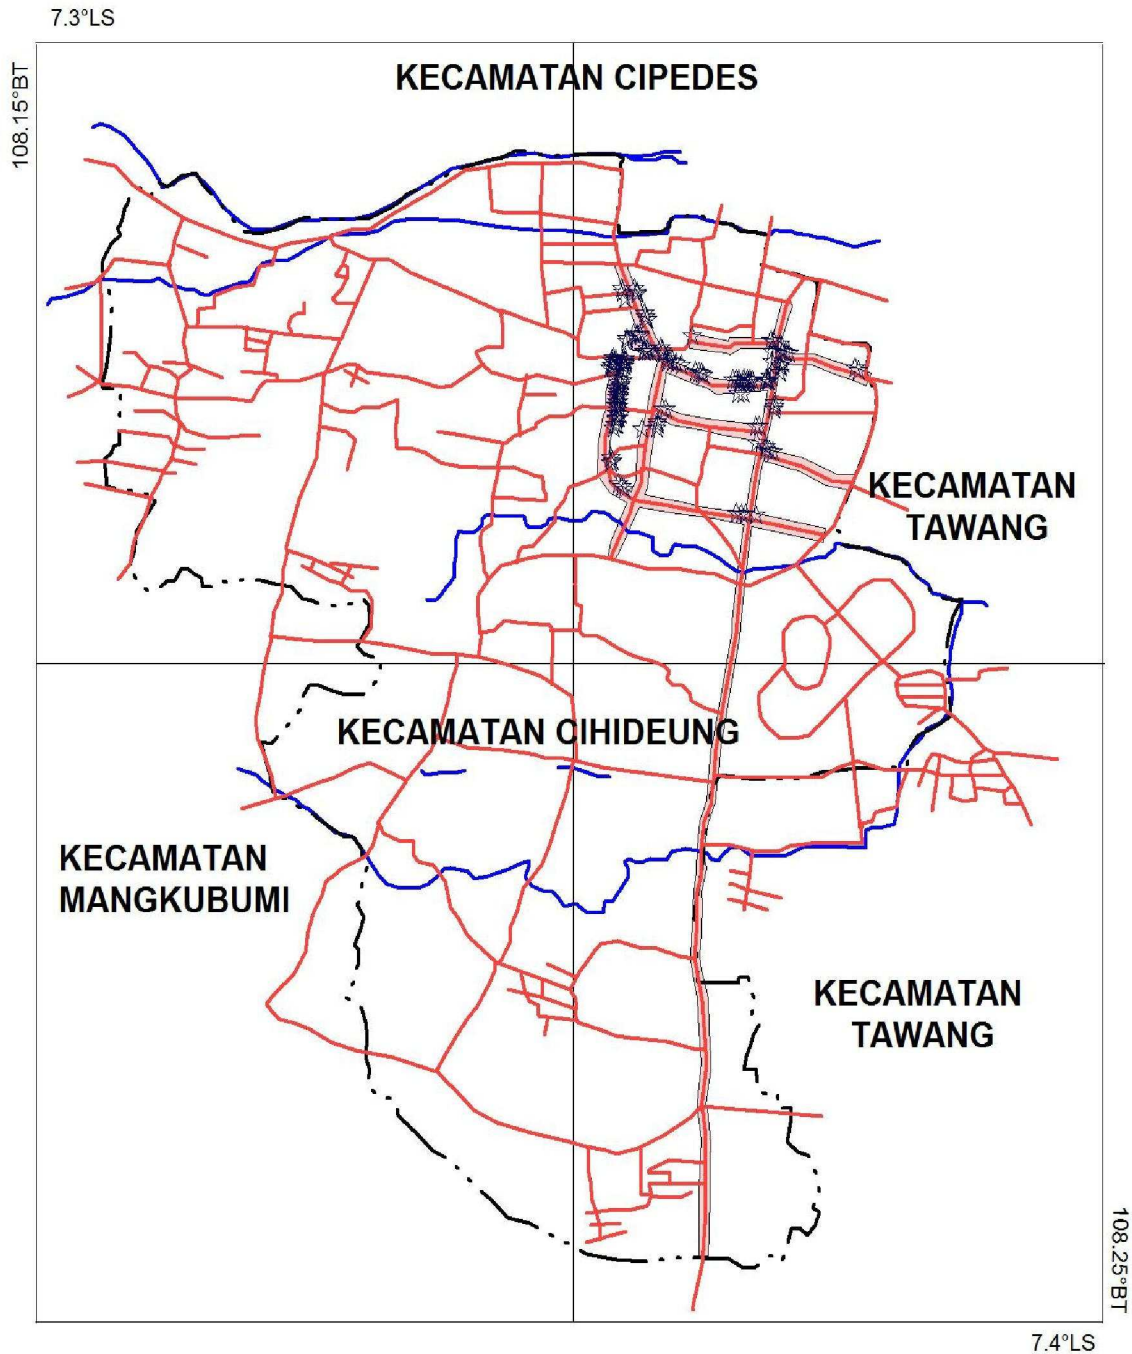 7.3°LS
108.15°BT
KECAMATAN CIPEDES
KECAMATAN
TAWANG
KECAMATAN CIHIDEUNG
KECAMATAN
MANGKUBUMI
KECAMATAN
TAWANG
108.25°BT
7.4°LS